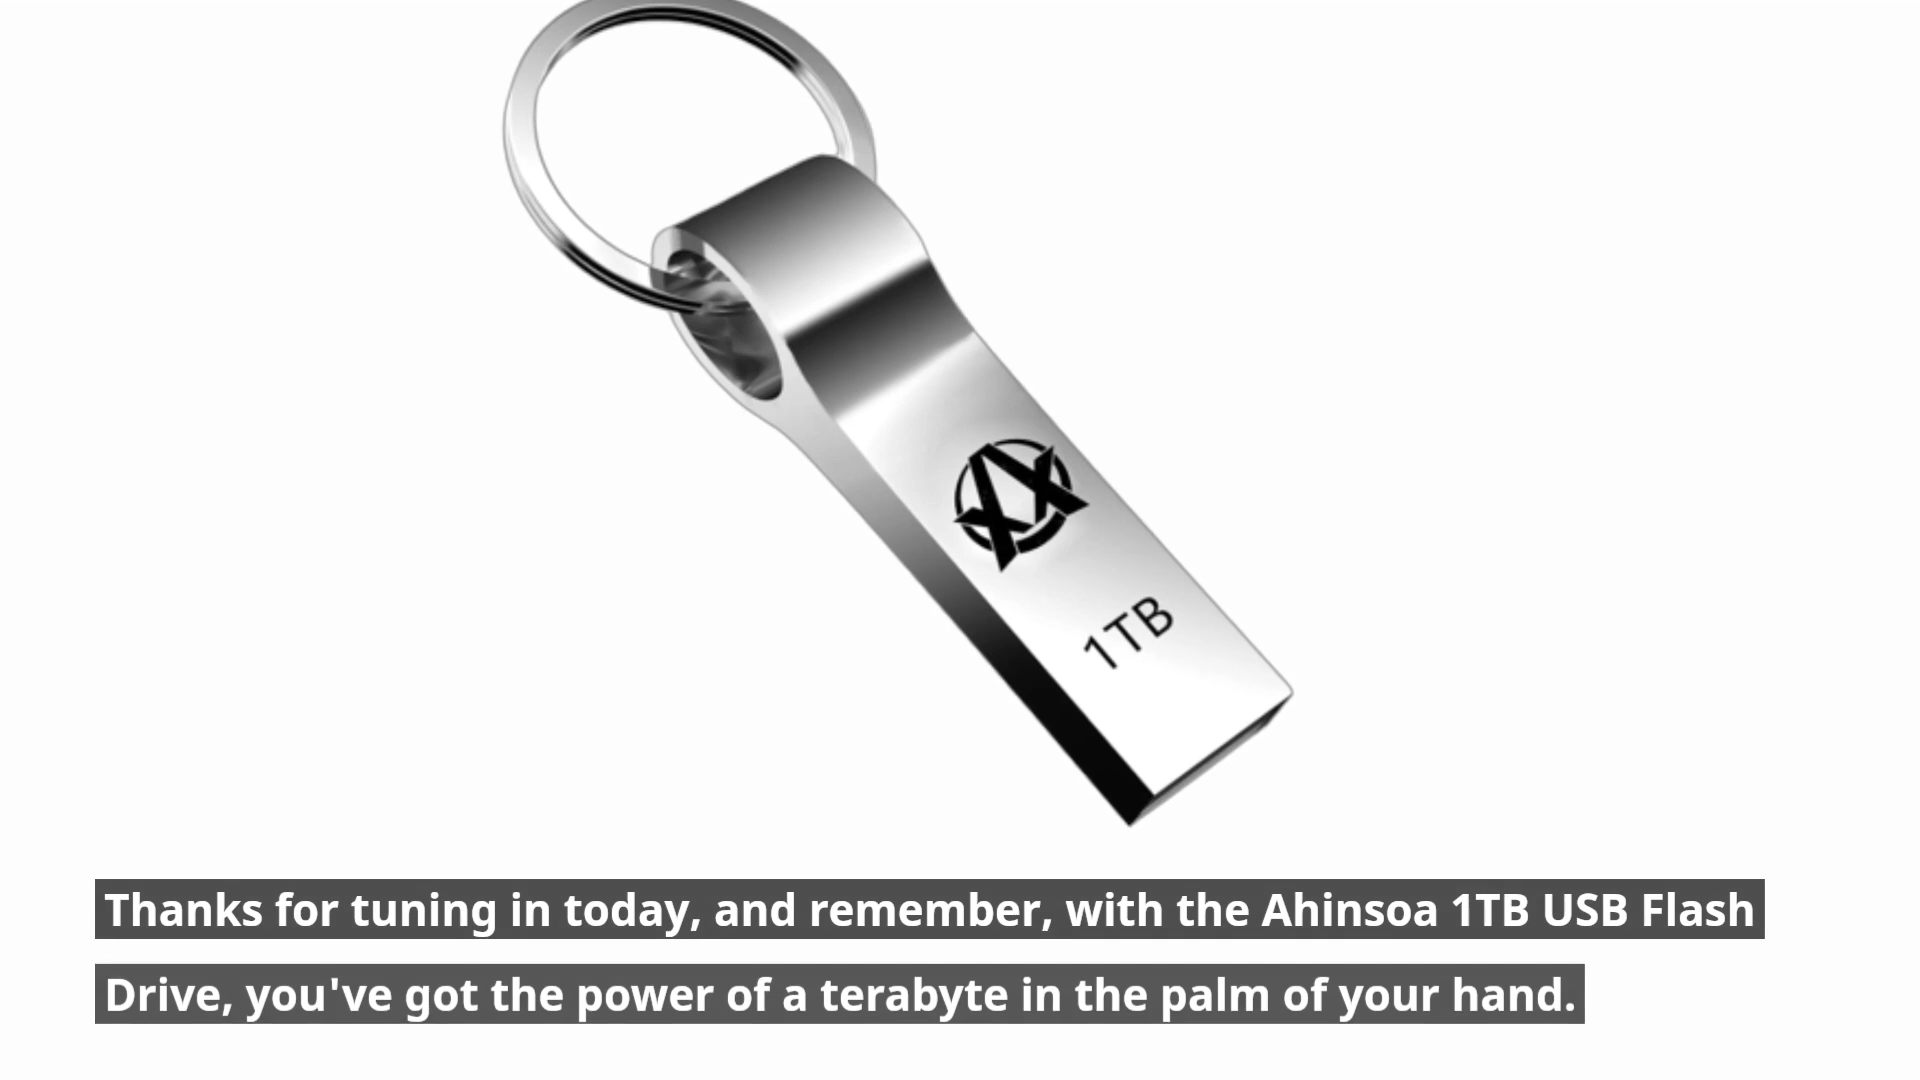 1TB
Thanks for tuning in today, and remember, with the Ahinsoa 1TB USB Flash
Drive, you've got the power of a terabyte in the palm of your hand.